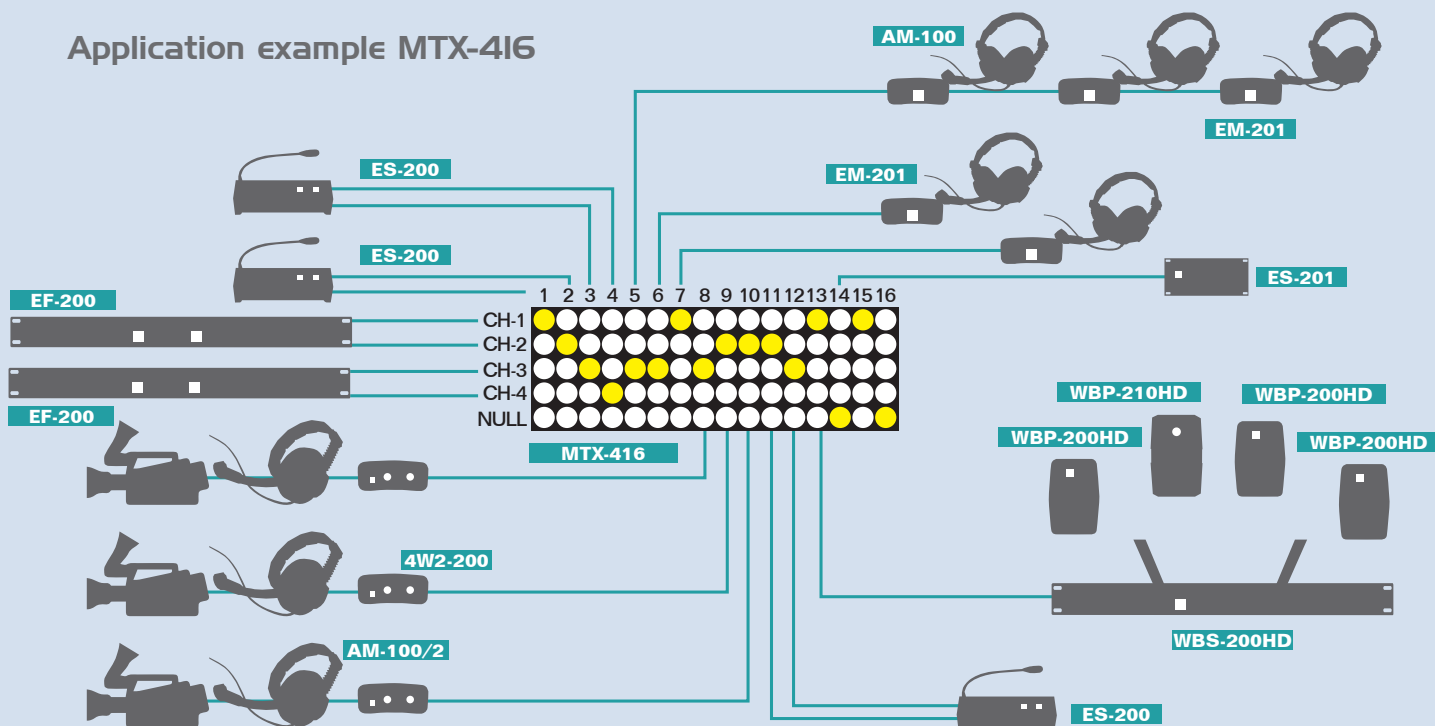 Application example MTX-416
AM-100
EM-201
ES-200
EM-201
ES-200
ES-201
EF-200
1 2 3 4 5 6 7 8 9 10 11 12 13 14 15 16
CH-1
CH-2
CH-3
CH-4
NULL
EF-200
MTX-416
WBP-210HD
WBP-200HD
WBP-200HD
WBP-200HD
4W2-200
WBS-200HD
AM-100/2
ES-200